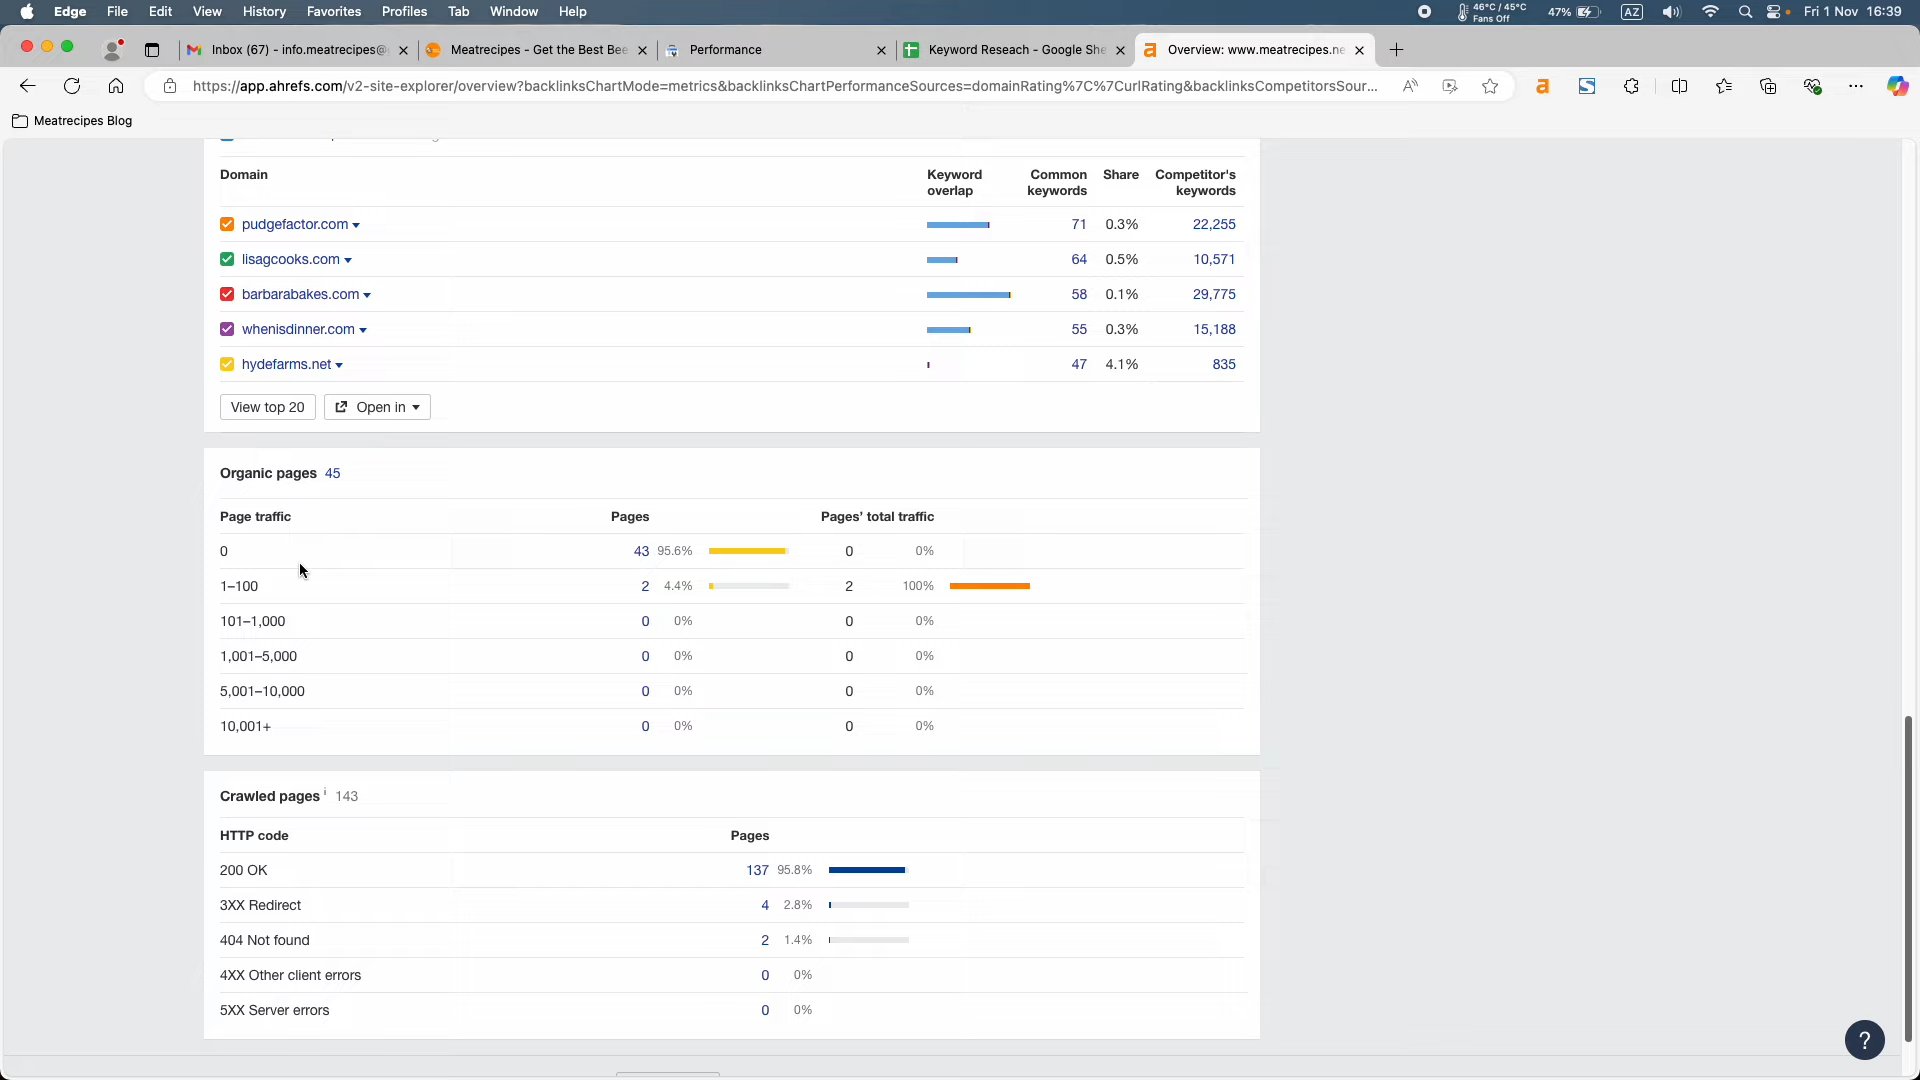 Edge File Edit View History Favorites Profiles Tab Window Help 46°C / 45°C Fans Off 47% AZ Fri 1 Nov 16:39
Inbox (67) - info.meatrecipes@ Meatrecipes - Get the Best Bee Performance Keyword Reseach - Google She Overview: www.meatrecipes.ne
https://app.ahrefs.com/v2-site-explorer/overview?backlinksChartMode=metrics&backlinksChartPerformanceSources=domainRating%7C%7CurlRating&backlinksCompetitorsSour...
Meatrecipes Blog
Domain Keyword overlap Common keywords Share Competitor's keywords
pudgefactor.com 71 0.3% 22,255
lisagcooks.com 64 0.5% 10,571
barbarabakes.com 58 0.1% 29,775
whenisdinner.com 55 0.3% 15,188
hydefarms.net 47 4.1% 835
View top 20 Open in
Organic pages 45
Page traffic Pages Pages’ total traffic
0 43 95.6% 0 0%
1–100 2 4.4% 2 100%
101–1,000 0 0% 0 0%
1,001–5,000 0 0% 0 0%
5,001–10,000 0 0% 0 0%
10,001+ 0 0% 0 0%
Crawled pages i 143
HTTP code Pages
200 OK 137 95.8%
3XX Redirect 4 2.8%
404 Not found 2 1.4%
4XX Other client errors 0 0%
5XX Server errors 0 0%
?